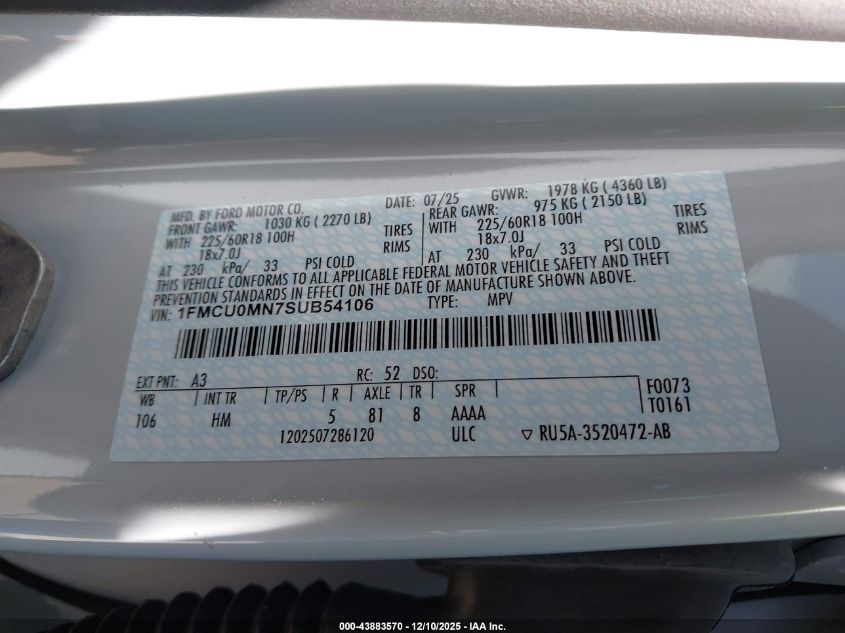 MFD. BY FORD MOTOR CO. DATE: 07/25 GVWR: 1978 KG ( 4360 LB)
FRONT GAWR: 1030 KG ( 2270 LB) REAR GAWR: 975 KG ( 2150 LB)
WITH 225/60R18 100H TIRES WITH 225/60R18 100H TIRES
18x7.0J RIMS 18x7.0J RIMS
AT 230 kPa/ 33 PSI COLD AT 230 kPa/ 33 PSI COLD
THIS VEHICLE CONFORMS TO ALL APPLICABLE FEDERAL MOTOR VEHICLE SAFETY AND THEFT
PREVENTION STANDARDS IN EFFECT ON THE DATE OF MANUFACTURE SHOWN ABOVE.
VIN: 1FMCU0MN7SUB54106 TYPE: MPV
EXT PNT: A3 RC: 52 DSO: F0073
WB INT TR TP/PS R AXLE TR SPR T0161
106 HM 5 81 8 AAAA
1202507286120 ULC ▽ RU5A-3520472-AB
000-43883570 - 12/10/2025 - IAA Inc.